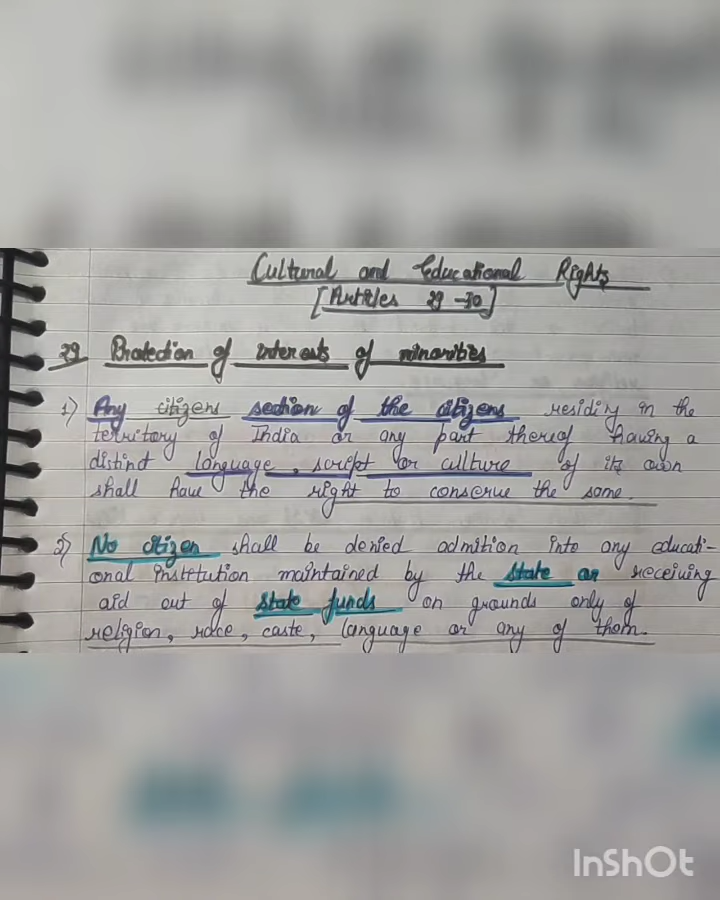 Cultural and Educational Rights
[Articles 29-30]
29 Protection of interests of minorities
1) Any citizens section of the citizens residing in the
territory of India or any part thereof having a
distinct language, script or culture of its own
shall have the right to conserve the same.
2) No citizen shall be denied admition into any educati-
onal institution maintained by the state or receiving
aid out of state funds on grounds only of
religion, race, caste, language or any of them.
InShOt